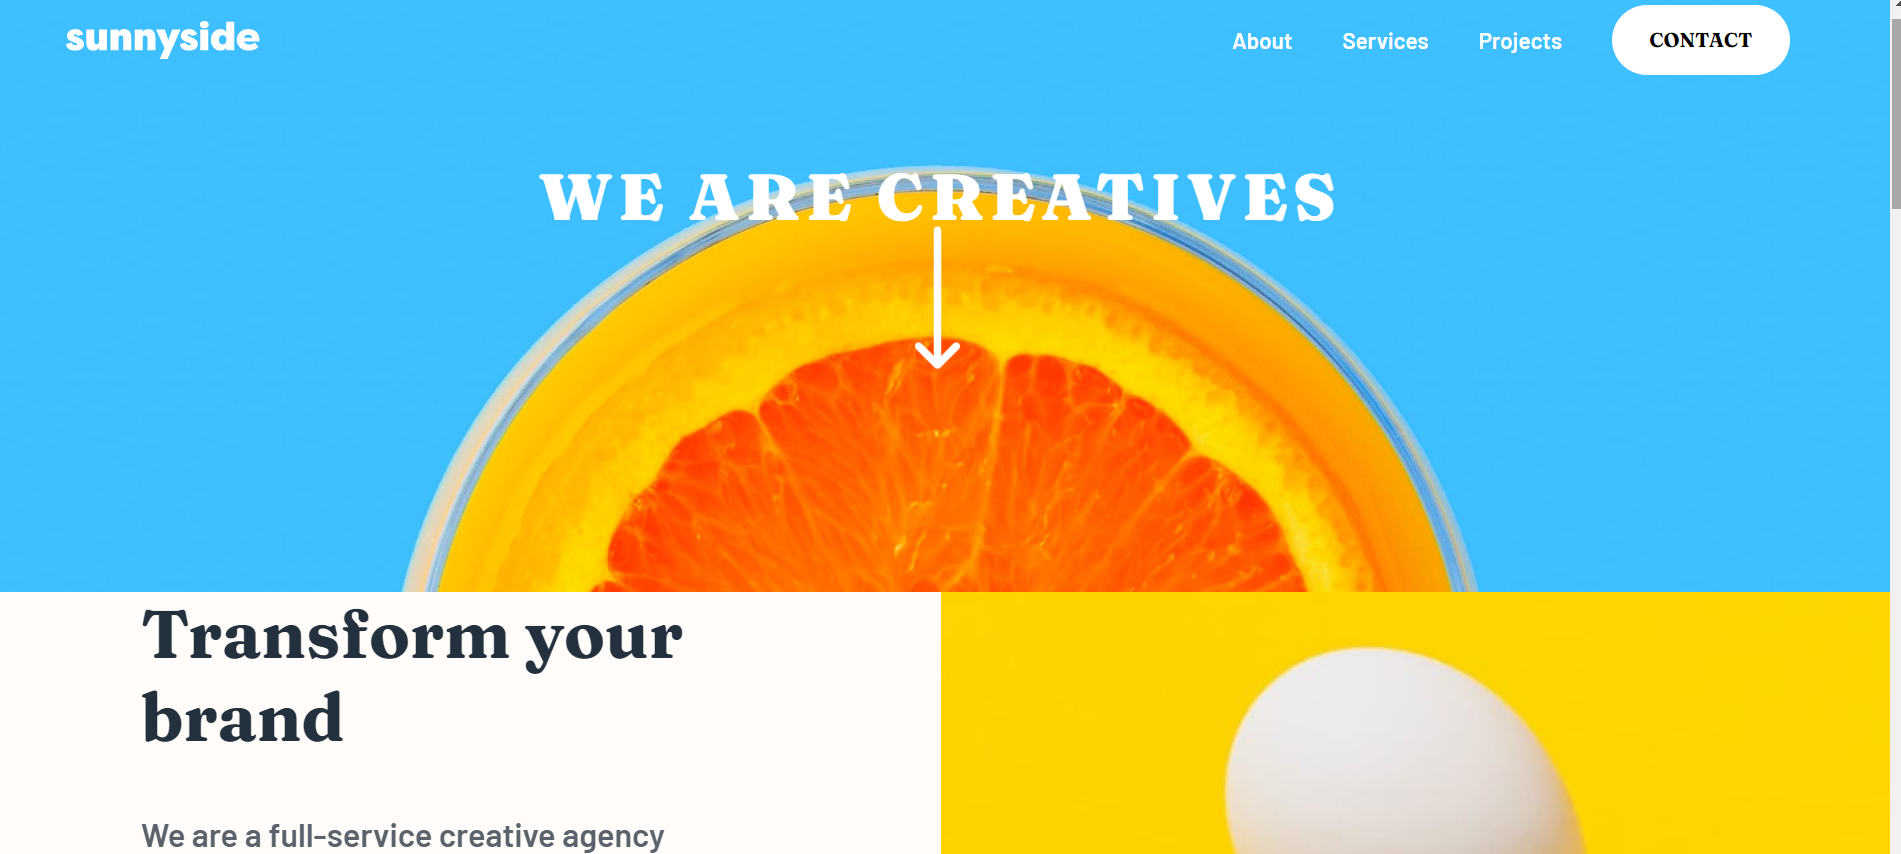 sunnyside
About Services Projects CONTACT
WE ARE CREATIVES
Transform your
brand
We are a full-service creative agency